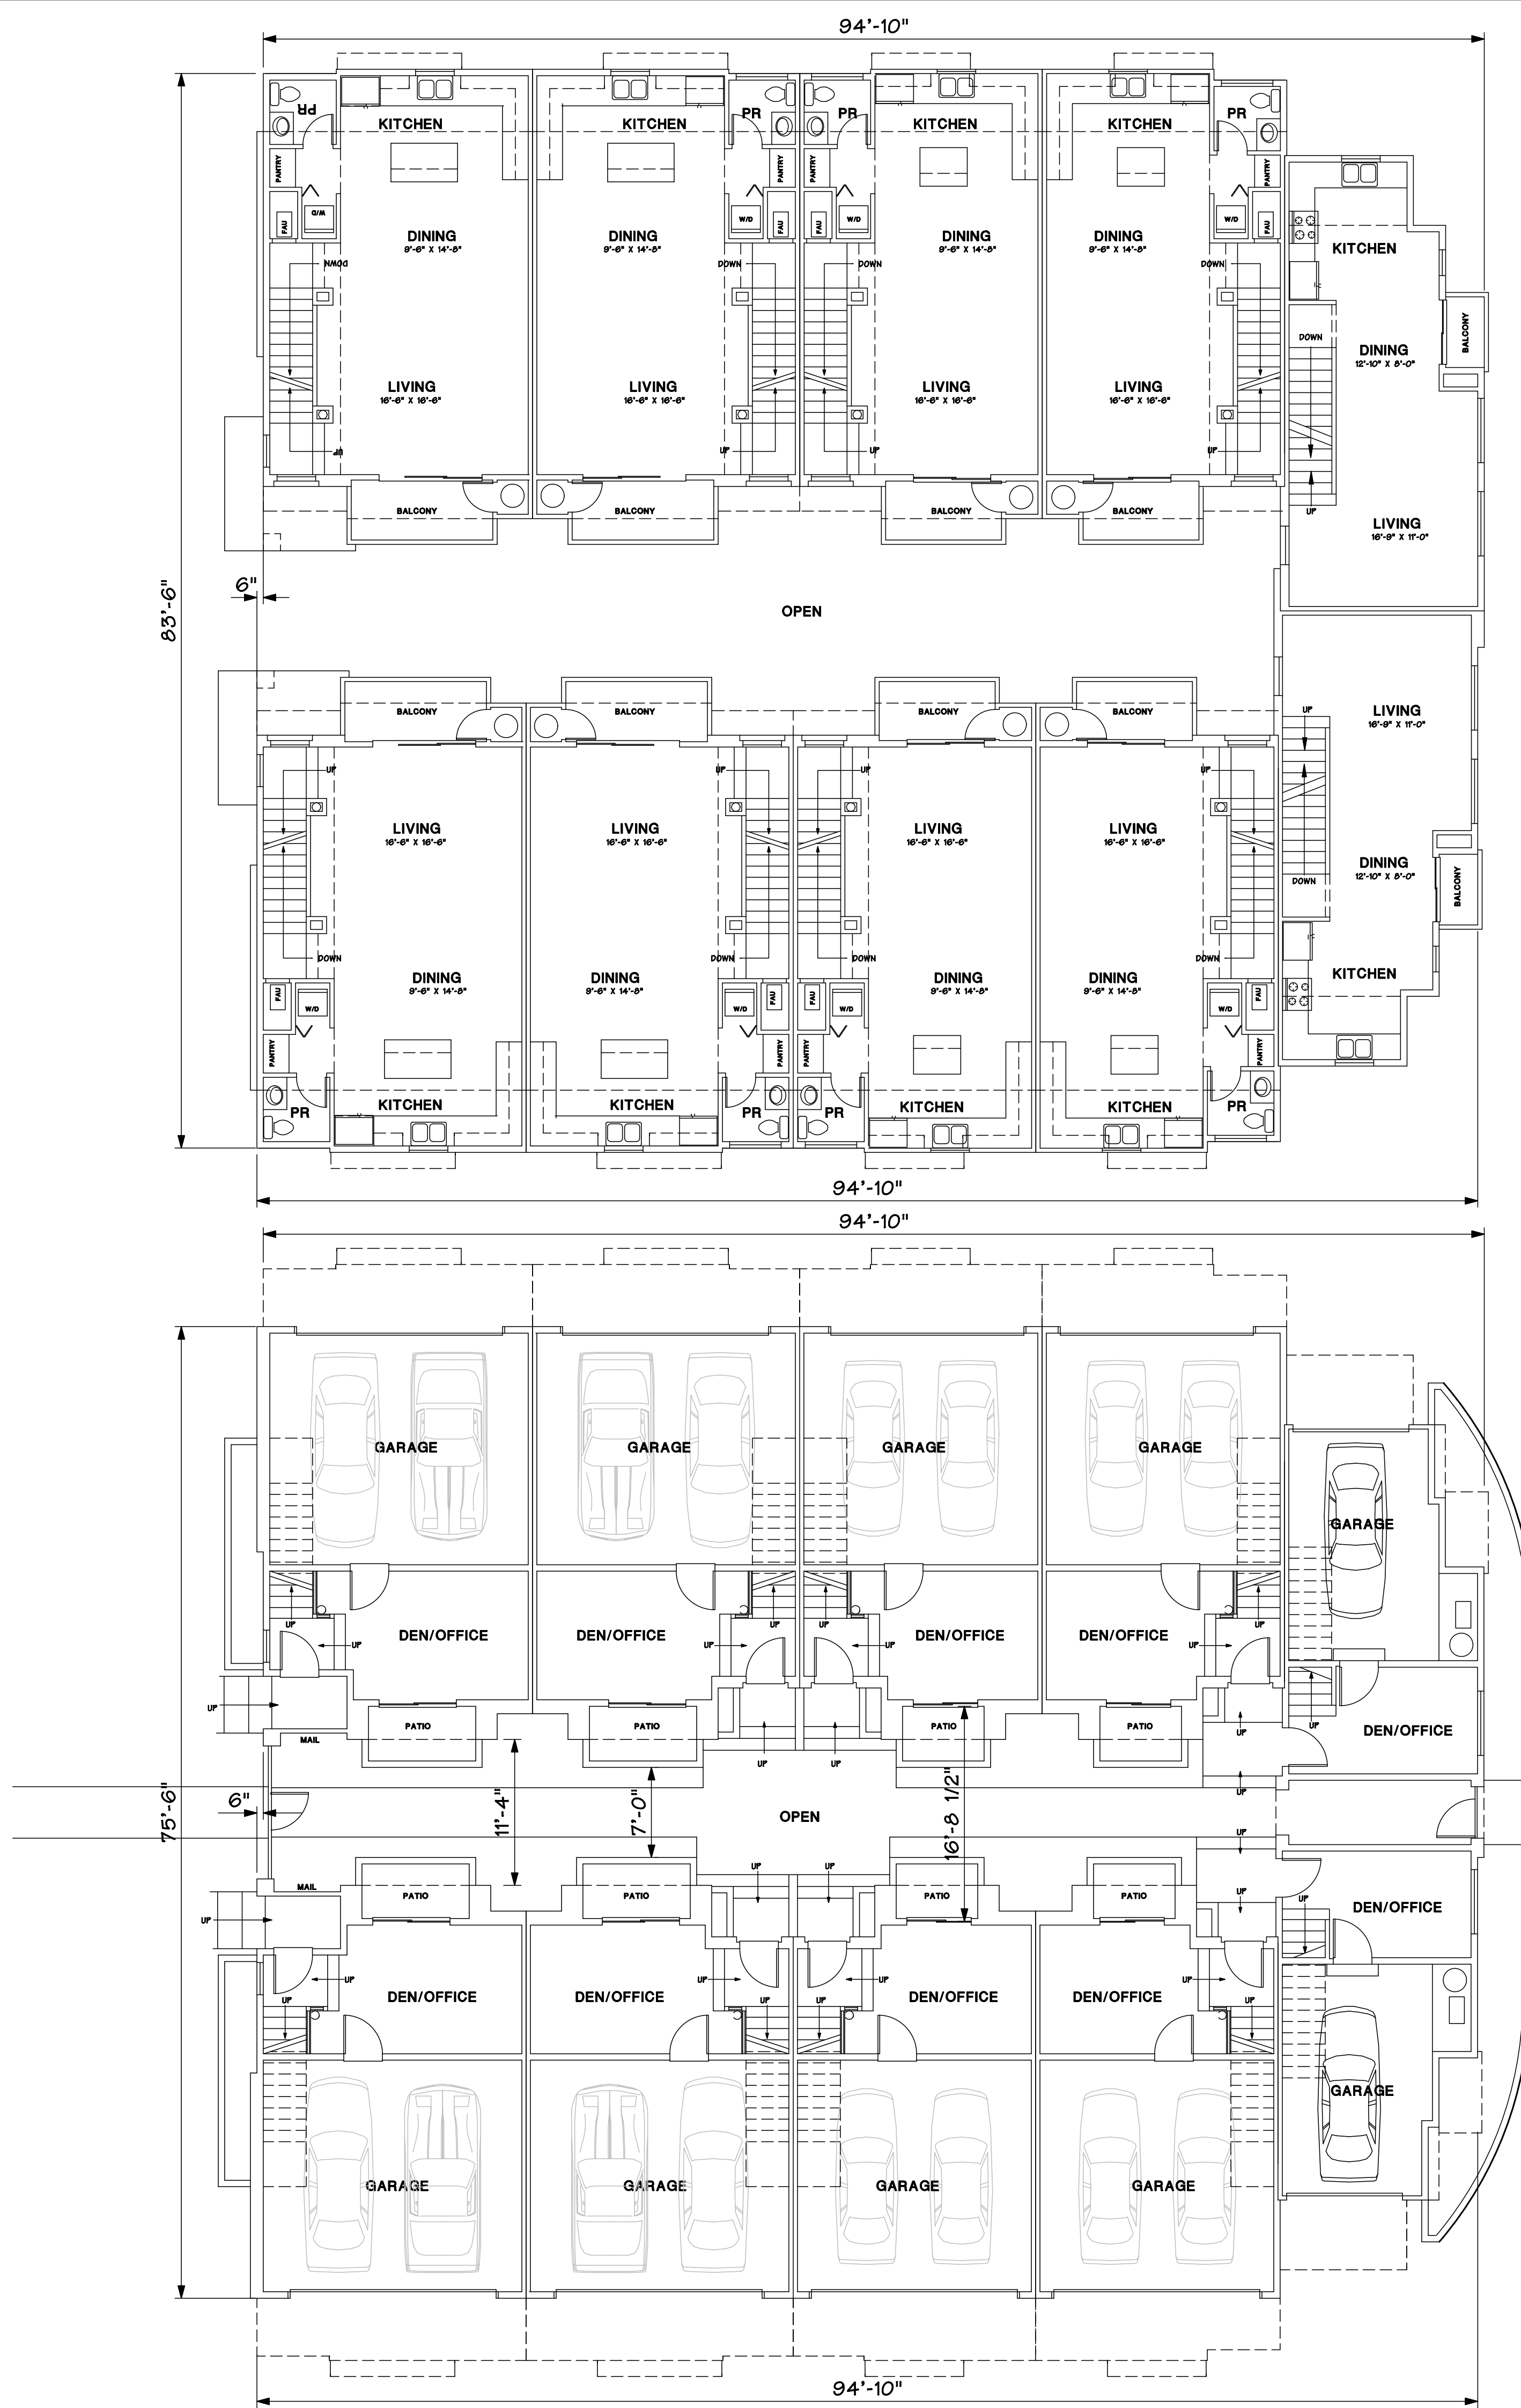 94'-10"
PR
PR
PR
PR
KITCHEN
KITCHEN
KITCHEN
KITCHEN
PANTRY
PANTRY
PANTRY
PANTRY
FAU
W/D
W/D
FAU
FAU
W/D
W/D
FAU
DINING
9'-6" X 14'-8"
DINING
9'-6" X 14'-8"
DINING
9'-6" X 14'-8"
DINING
9'-6" X 14'-8"
KITCHEN
DOWN
DOWN
DOWN
DOWN
BALCONY
DOWN
DINING
12'-10" X 8'-0"
LIVING
16'-6" X 16'-6"
LIVING
16'-6" X 16'-6"
LIVING
16'-6" X 16'-6"
LIVING
16'-6" X 16'-6"
UP
UP
UP
UP
BALCONY
BALCONY
BALCONY
BALCONY
UP
LIVING
16'-9" X 11'-0"
83'-6"
6"
OPEN
BALCONY
BALCONY
BALCONY
BALCONY
UP
LIVING
16'-9" X 11'-0"
UP
UP
UP
UP
LIVING
16'-6" X 16'-6"
LIVING
16'-6" X 16'-6"
LIVING
16'-6" X 16'-6"
LIVING
16'-6" X 16'-6"
DINING
12'-10" X 8'-0"
DOWN
BALCONY
DOWN
DOWN
DOWN
DOWN
DINING
9'-6" X 14'-8"
DINING
9'-6" X 14'-8"
DINING
9'-6" X 14'-8"
DINING
9'-6" X 14'-8"
KITCHEN
FAU
W/D
W/D
FAU
FAU
W/D
W/D
FAU
PANTRY
PANTRY
PANTRY
PANTRY
KITCHEN
KITCHEN
KITCHEN
KITCHEN
PR
PR
PR
PR
94'-10"
94'-10"
GARAGE
GARAGE
GARAGE
GARAGE
GARAGE
UP
UP
UP
UP
DEN/OFFICE
DEN/OFFICE
DEN/OFFICE
DEN/OFFICE
UP
UP
UP
UP
UP
PATIO
PATIO
PATIO
PATIO
UP
UP
DEN/OFFICE
MAIL
UP
UP
75'-6"
6"
11'-4"
7'-0"
16'-8 1/2"
OPEN
UP
UP
UP
UP
MAIL
PATIO
PATIO
PATIO
PATIO
UP
UP
DEN/OFFICE
UP
UP
UP
UP
UP
DEN/OFFICE
DEN/OFFICE
DEN/OFFICE
DEN/OFFICE
UP
UP
UP
UP
GARAGE
GARAGE
GARAGE
GARAGE
GARAGE
94'-10"